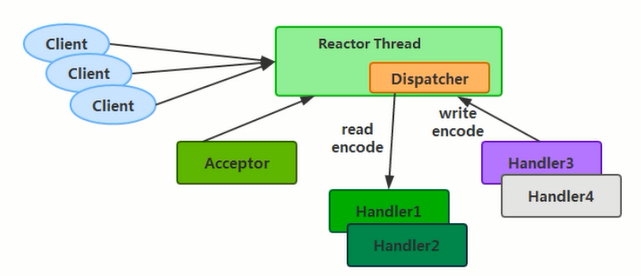 Client
Client
Client
Reactor Thread
Dispatcher
Acceptor
read
encode
write
encode
Handler1
Handler2
Handler3
Handler4